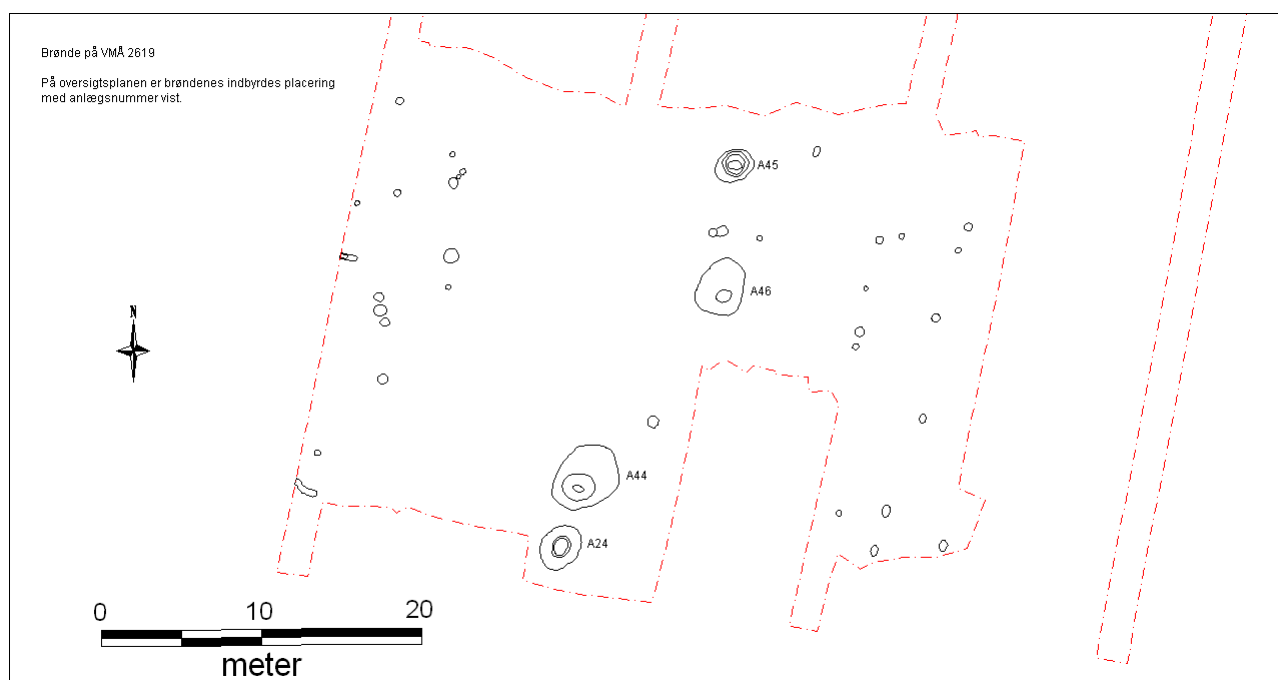 Brønde på VMÅ 2619
På oversigtsplanen er brøndenes indbyrdes placering
med anlægsnummer vist.
A45
A46
N
A44
A24
0 10 20
meter